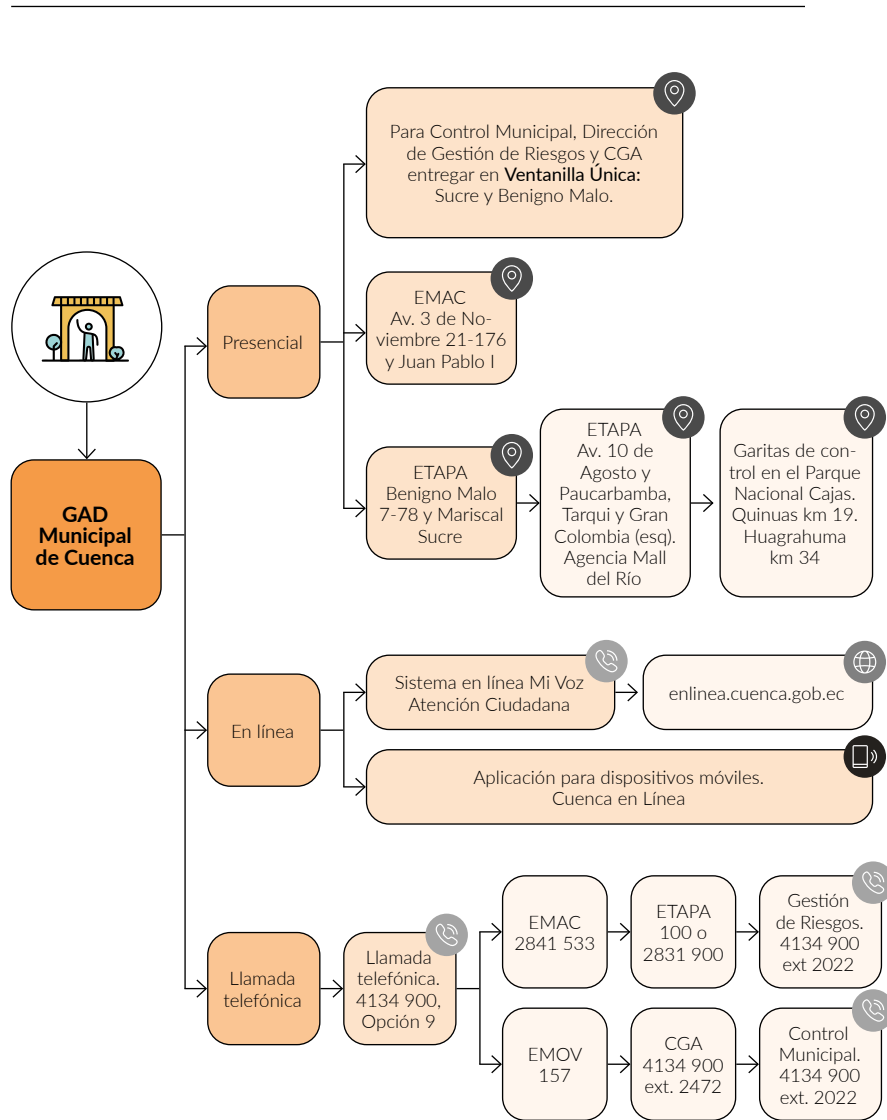 GAD
Municipal
de Cuenca
Presencial
Para Control Municipal, Dirección
de Gestión de Riesgos y CGA
entregar en Ventanilla Única:
Sucre y Benigno Malo.
EMAC
Av. 3 de No-
viembre 21-176
y Juan Pablo I
ETAPA
Benigno Malo
7-78 y Mariscal
Sucre
ETAPA
Av. 10 de
Agosto y
Paucarbamba,
Tarqui y Gran
Colombia (esq).
Agencia Mall
del Río
Garitas de con-
trol en el Parque
Nacional Cajas.
Quinuas km 19.
Huagrahuma
km 34
En línea
Sistema en línea Mi Voz
Atención Ciudadana
enlinea.cuenca.gob.ec
Aplicación para dispositivos móviles.
Cuenca en Línea
Llamada
telefónica
Llamada
telefónica.
4134 900,
Opción 9
EMAC
2841 533
ETAPA
100 o
2831 900
Gestión
de Riesgos.
4134 900
ext 2022
EMOV
157
CGA
4134 900
ext. 2472
Control
Municipal.
4134 900
ext. 2022